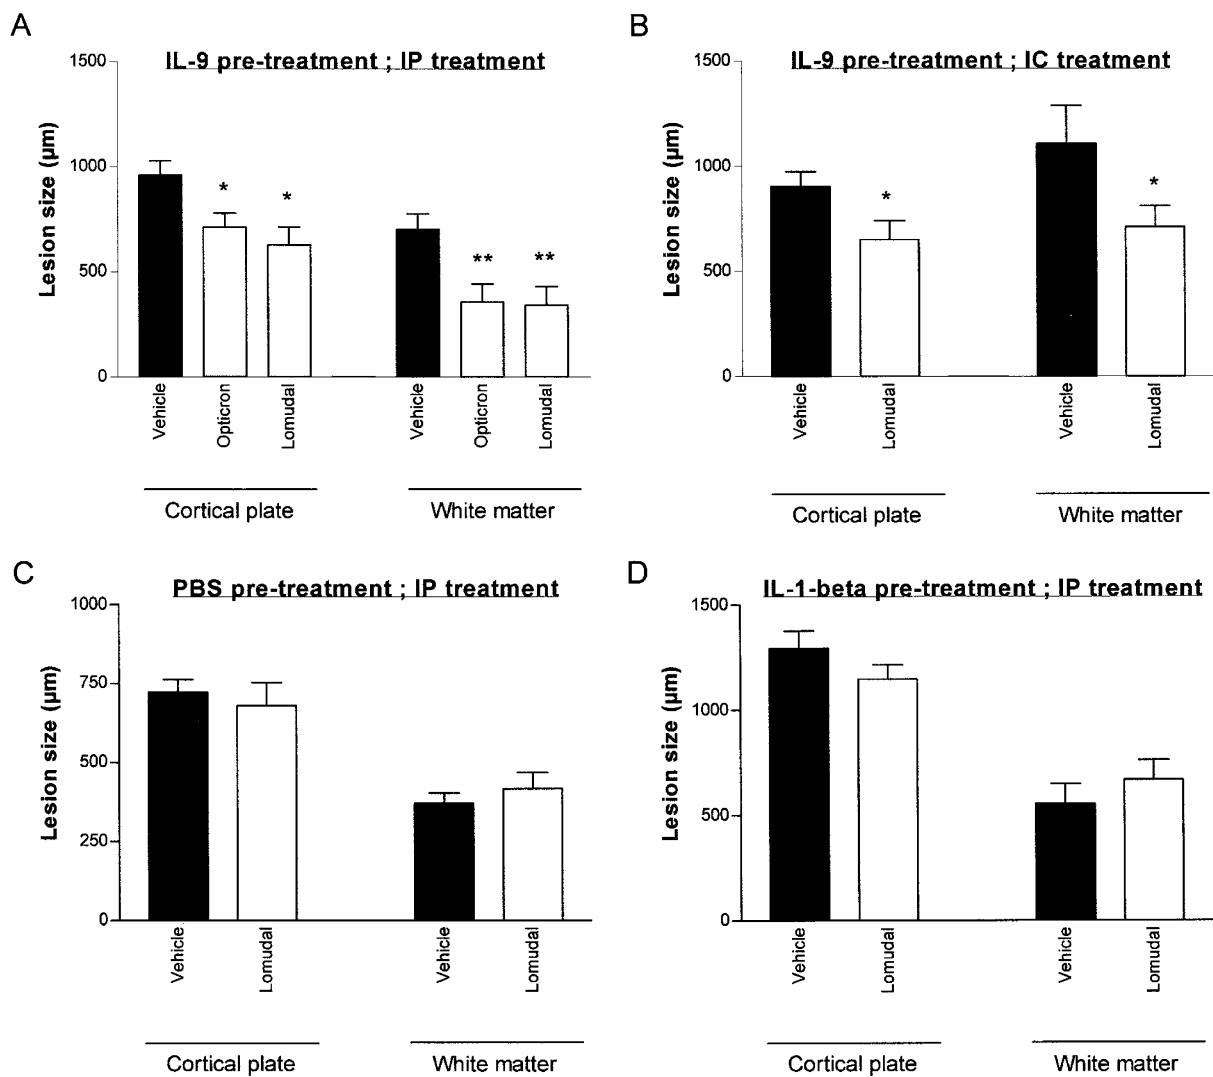 A
IL-9 pre-treatment ; IP treatment
1500
1000
500
0
Lesion size (µm)
* *
** **
Vehicle Opticron Lomudal Vehicle Opticron Lomudal
Cortical plate White matter
B
IL-9 pre-treatment ; IC treatment
1500
1000
500
0
Lesion size (µm)
* *
Vehicle Lomudal Vehicle Lomudal
Cortical plate White matter
C
PBS pre-treatment ; IP treatment
1000
750
500
250
0
Lesion size (µm)
Vehicle Lomudal Vehicle Lomudal
Cortical plate White matter
D
IL-1-beta pre-treatment ; IP treatment
1500
1000
500
0
Lesion size (µm)
Vehicle Lomudal Vehicle Lomudal
Cortical plate White matter